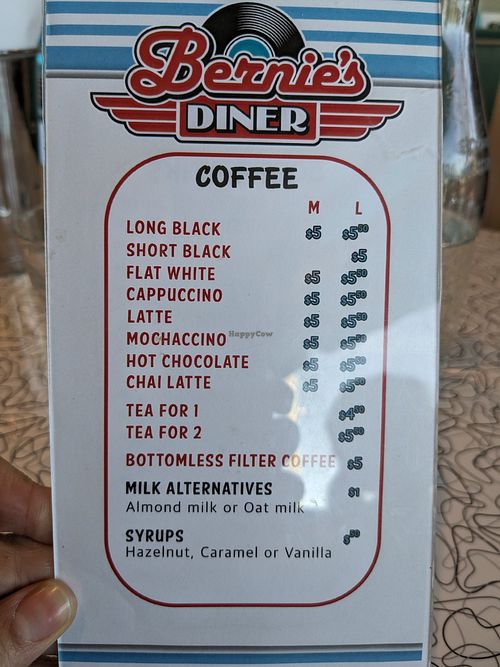 Bernie's
DINER
COFFEE
M L
LONG BLACK $5 $5⁵⁰
SHORT BLACK $5
FLAT WHITE $5 $5⁵⁰
CAPPUCCINO $5 $5⁵⁰
LATTE $5 $5⁵⁰
MOCHACCINO $5 $5⁵⁰
HOT CHOCOLATE $5 $5⁵⁰
CHAI LATTE $5 $5⁵⁰
TEA FOR 1 $4⁵⁰
TEA FOR 2 $5⁵⁰
BOTTOMLESS FILTER COFFEE $5
MILK ALTERNATIVES $1
Almond milk or Oat milk
SYRUPS $⁵⁰
Hazelnut, Caramel or Vanilla
HappyCow